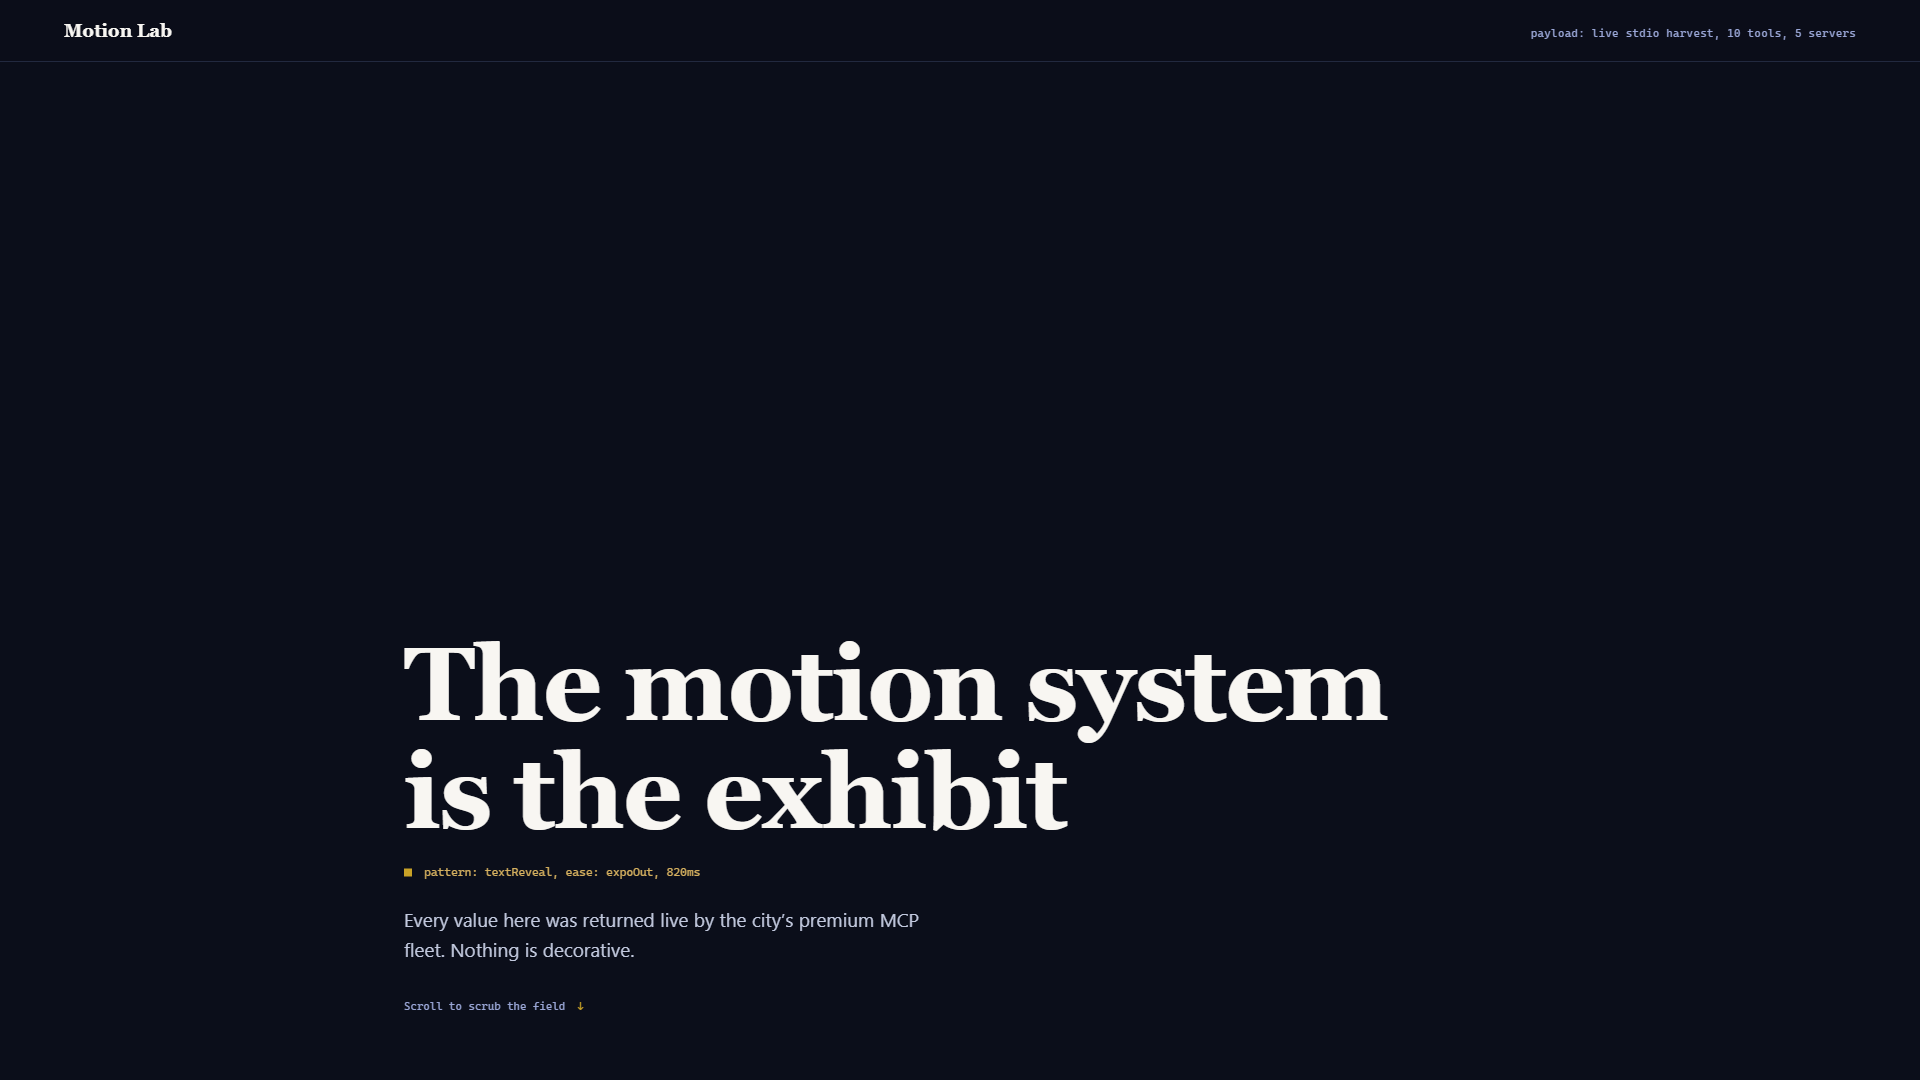 Motion Lab
payload: live stdio harvest, 10 tools, 5 servers
The motion system
is the exhibit
pattern: textReveal, ease: expoOut, 820ms
Every value here was returned live by the city’s premium MCP
fleet. Nothing is decorative.
Scroll to scrub the field ↓